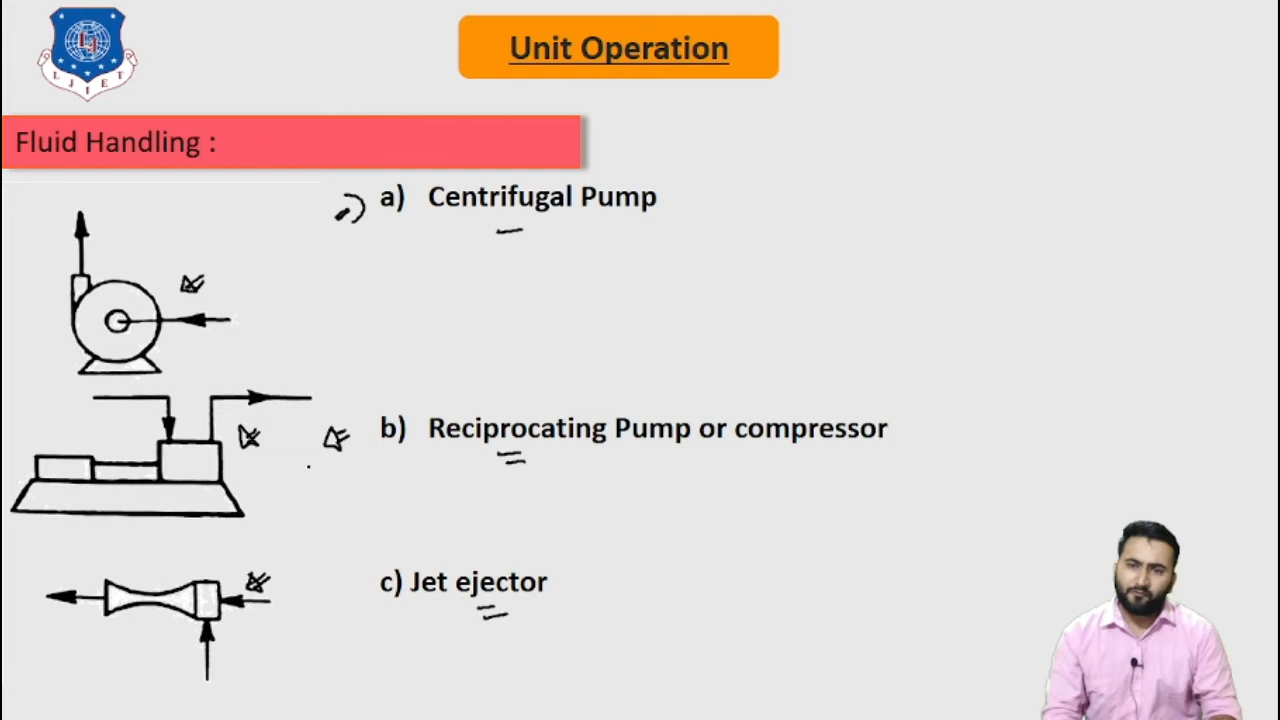 Unit Operation
L J I E T
Fluid Handling :
a) Centrifugal Pump
b) Reciprocating Pump or compressor
c) Jet ejector